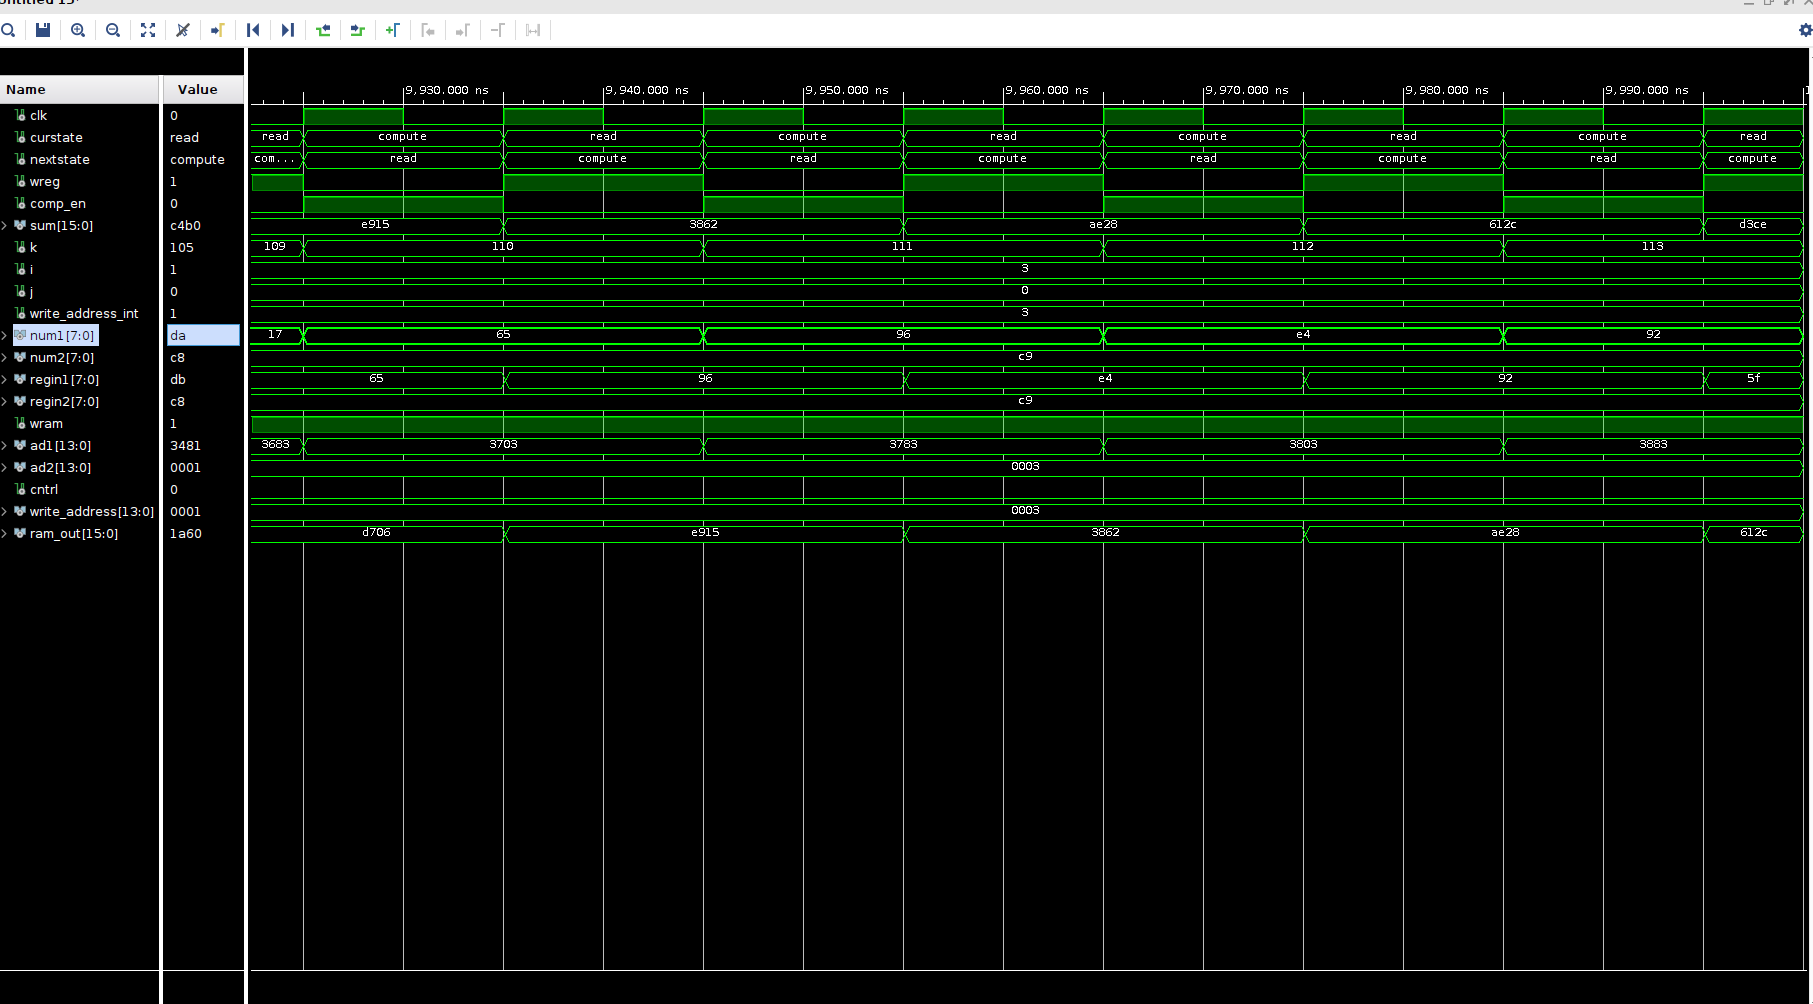 Name Value
9,930.000 ns 9,940.000 ns 9,950.000 ns 9,960.000 ns 9,970.000 ns 9,980.000 ns 9,990.000 ns
clk 0
curstate read read compute read compute read compute read compute read
nextstate compute com... read compute read compute read compute read compute
wreg 1
comp_en 0
sum[15:0] c4b0 e915 3862 ae28 612c d3ce
k 105 109 110 111 112 113
i 1 3
j 0 0
write_address_int 1 3
num1[7:0] da 17 65 96 e4 92
num2[7:0] c8 c9
regin1[7:0] db 65 96 e4 92 5f
regin2[7:0] c8 c9
wram 1
ad1[13:0] 3481 3683 3703 3783 3803 3883
ad2[13:0] 0001 0003
cntrl 0
write_address[13:0] 0001 0003
ram_out[15:0] 1a60 d706 e915 3862 ae28 612c